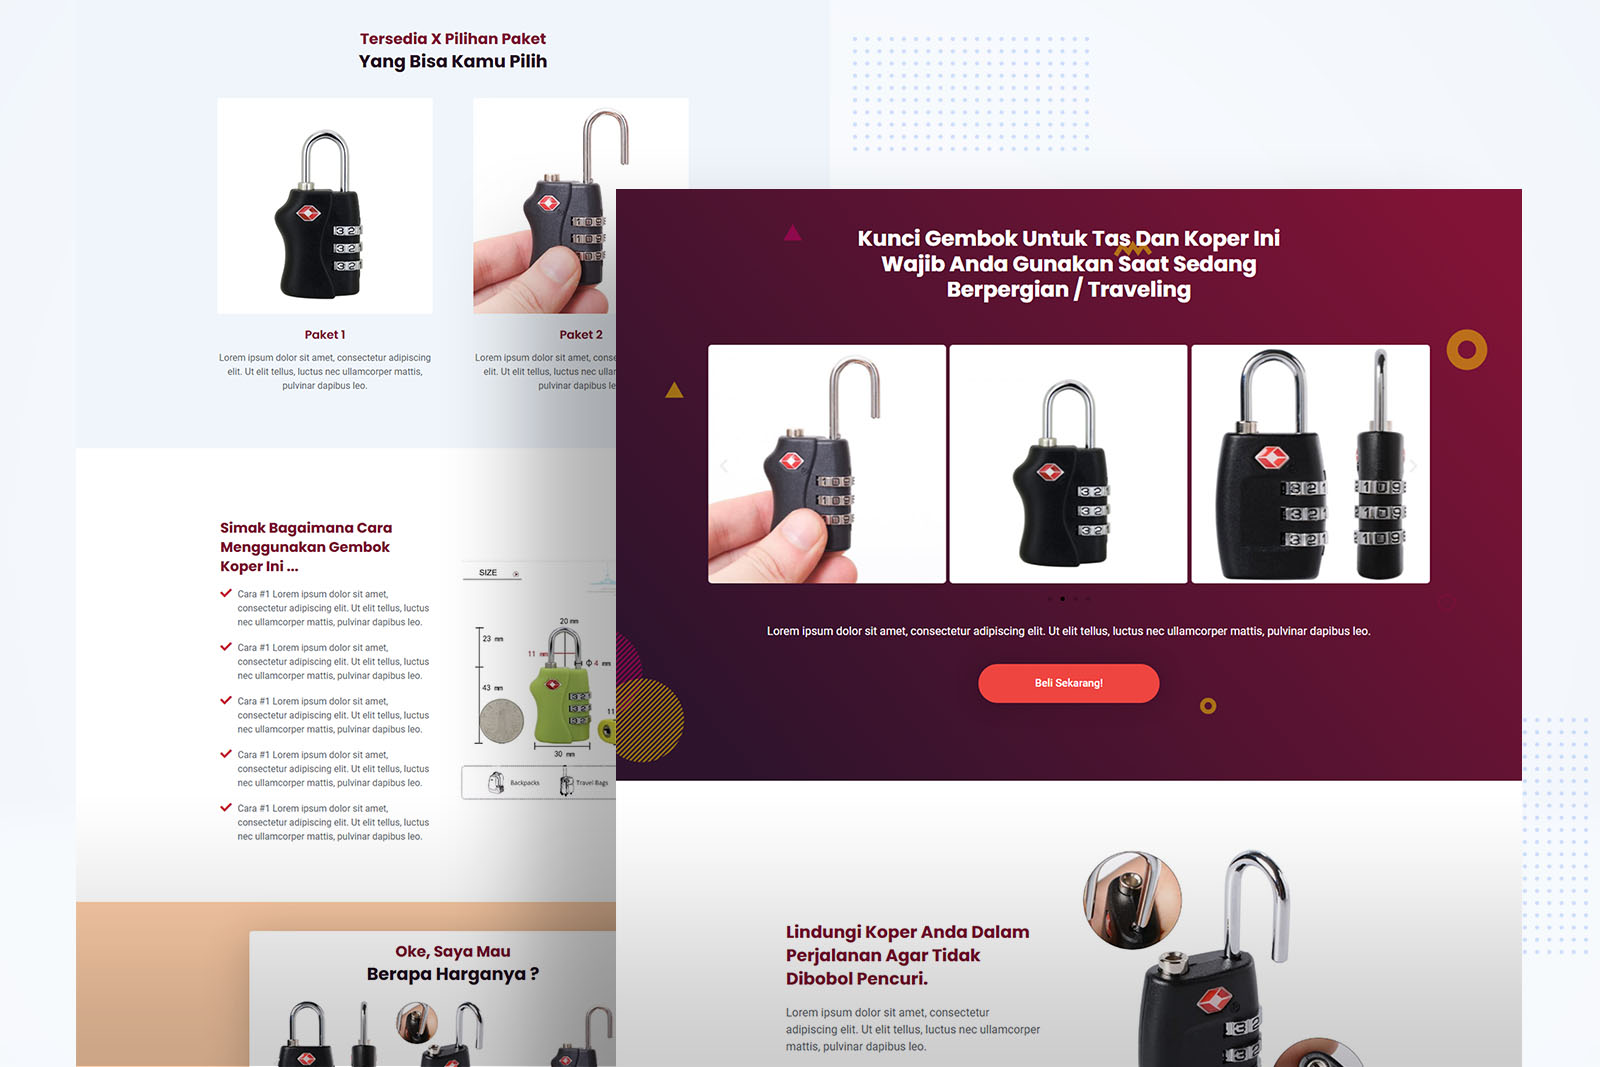 Tersedia X Pilihan Paket
Yang Bisa Kamu Pilih
Paket 1
Lorem ipsum dolor sit amet, consectetur adipiscing
elit. Ut elit tellus, luctus nec ullamcorper mattis,
pulvinar dapibus leo.
Paket 2
Lorem ipsum dolor sit amet,
elit. Ut elit tellus, luctus nec
pulvinar dapibus
Simak Bagaimana Cara
Menggunakan Gembok
Koper Ini ...
Cara #1 Lorem ipsum dolor sit amet,
consectetur adipiscing elit. Ut elit tellus, luctus
nec ullamcorper mattis, pulvinar dapibus leo.
Cara #1 Lorem ipsum dolor sit amet,
consectetur adipiscing elit. Ut elit tellus, luctus
nec ullamcorper mattis, pulvinar dapibus leo.
Cara #1 Lorem ipsum dolor sit amet,
consectetur adipiscing elit. Ut elit tellus, luctus
nec ullamcorper mattis, pulvinar dapibus leo.
Cara #1 Lorem ipsum dolor sit amet,
consectetur adipiscing elit. Ut elit tellus, luctus
nec ullamcorper mattis, pulvinar dapibus leo.
Cara #1 Lorem ipsum dolor sit amet,
consectetur adipiscing elit. Ut elit tellus, luctus
nec ullamcorper mattis, pulvinar dapibus leo.
SIZE
20 mm
23 mm
11 mm
Φ 4 mm
43 mm
11
30 mm
Backpacks
Travel Bags
Oke, Saya Mau
Berapa Harganya ?
Kunci Gembok Untuk Tas Dan Koper Ini
Wajib Anda Gunakan Saat Sedang
Berpergian / Traveling
321
321
321
Lorem ipsum dolor sit amet, consectetur adipiscing elit. Ut elit tellus, luctus nec ullamcorper mattis, pulvinar dapibus leo.
Beli Sekarang!
Lindungi Koper Anda Dalam
Perjalanan Agar Tidak
Dibobol Pencuri.
Lorem ipsum dolor sit amet, consectetur
adipiscing elit. Ut elit tellus, luctus nec ullamcorper
mattis, pulvinar dapibus leo.